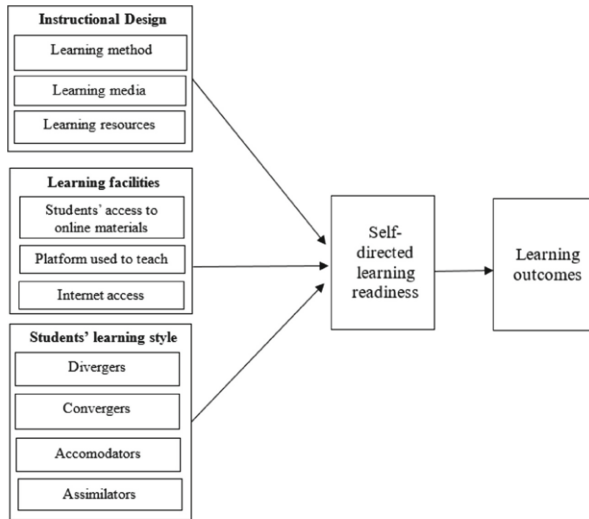 Instructional Design
Learning method
Learning media
Learning resources
Learning facilities
Students' access to
online materials
Platform used to teach
Internet access
Students' learning style
Divergers
Convergers
Accomodators
Assimilators
Self-
directed
learning
readiness
Learning
outcomes